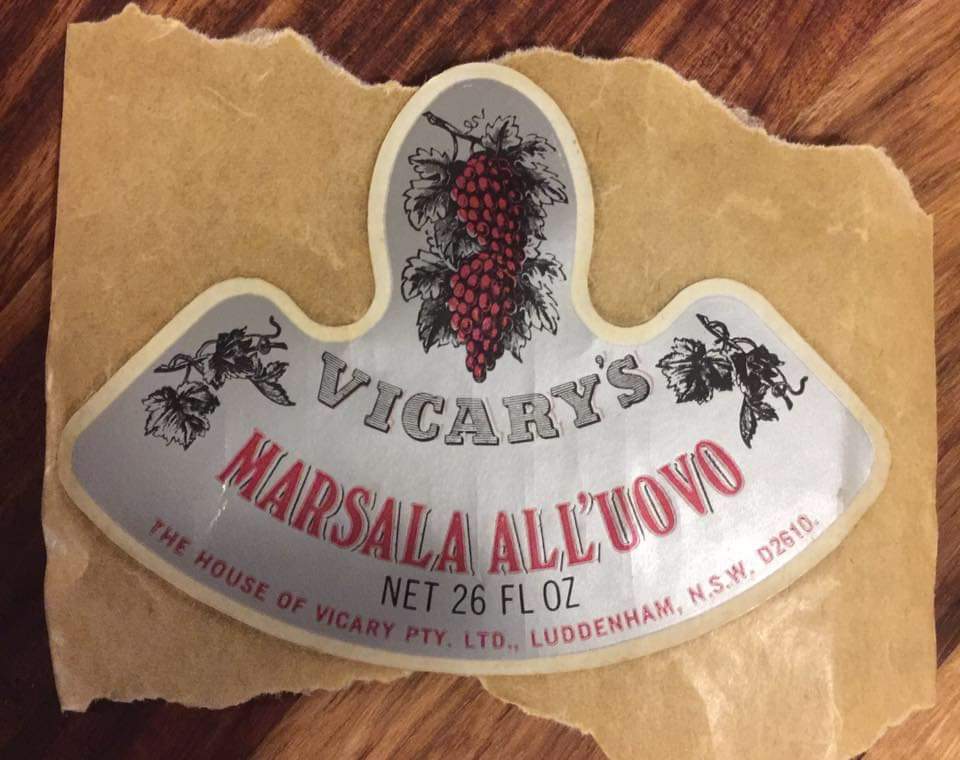 VICARY'S
MARSALA ALL'UOVO
NET 26 FL OZ
THE HOUSE OF VICARY PTY. LTD., LUDDENHAM, N.S.W. D2610.